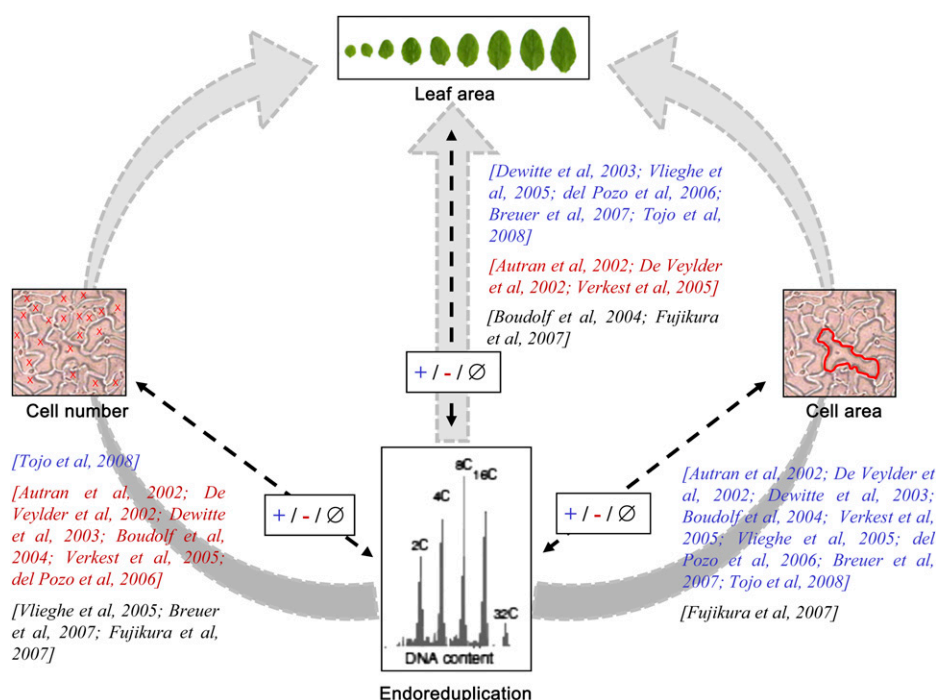 Leaf area
[Dewitte et al, 2003; Vlieghe et al, 2005; del Pozo et al, 2006;
Breuer et al, 2007; Tojo et al, 2008]
[Autran et al, 2002; De Veylder et al, 2002; Verkest et al, 2005]
[Boudolf et al, 2004; Fujikura et al, 2007]
+ / - / Ø
Cell number
[Tojo et al, 2008]
[Autran et al, 2002; De
Veylder et al, 2002; Dewitte
et al, 2003; Boudolf et al,
2004; Verkest et al, 2005;
del Pozo et al, 2006]
[Vlieghe et al, 2005; Breuer
et al, 2007; Fujikura et al,
2007]
+ / - / Ø
Cell area
[Autran et al, 2002; De Veylder et
al, 2002; Dewitte et al, 2003;
Boudolf et al, 2004; Verkest et al,
2005; Vlieghe et al, 2005; del
Pozo et al, 2006; Breuer et al,
2007; Tojo et al, 2008]
[Fujikura et al, 2007]
+ / - / Ø
2C
4C
8C
16C
32C
DNA content
Endoreduplication